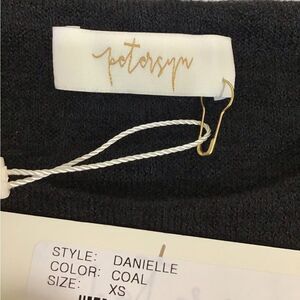 petersyn
STYLE: DANIELLE
COLOR: COAL
SIZE: XS